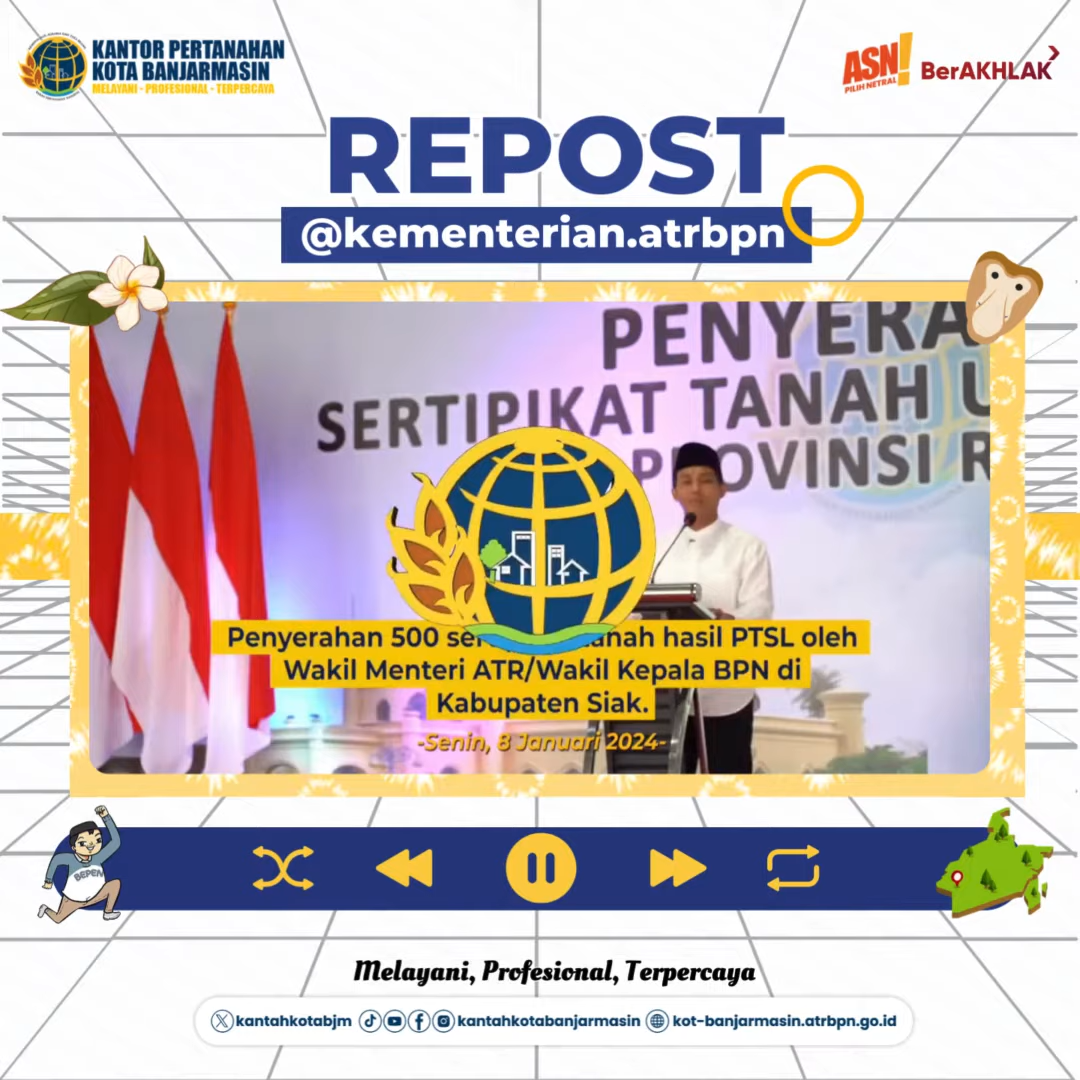 KANTOR PERTANAHAN
KOTA BANJARMASIN
MELAYANI - PROFESIONAL - TERPERCAYA
ASN!
PILIH NETRAL
BerAKHLAK
REPOST
@kementerian.atrbpn
PENYERA
SERTIPIKAT TANAH U
PROVINSI R
Penyerahan 500 ser anah hasil PTSL oleh
Wakil Menteri ATR/Wakil Kepala BPN di
Kabupaten Siak.
-Senin, 8 Januari 2024-
BEPEN
Melayani, Profesional, Terpercaya
kantahkotabjm kantahkotabanjarmasin kot-banjarmasin.atrbpn.go.id